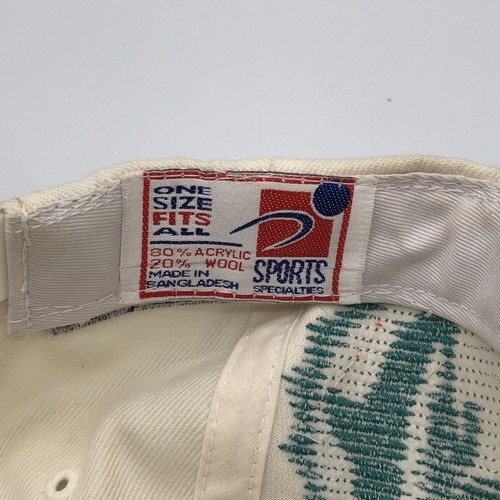 ONE
SIZE
FITS
ALL
80% ACRYLIC
20% WOOL
MADE IN
BANGLADESH
SPORTS
SPECIALTIES